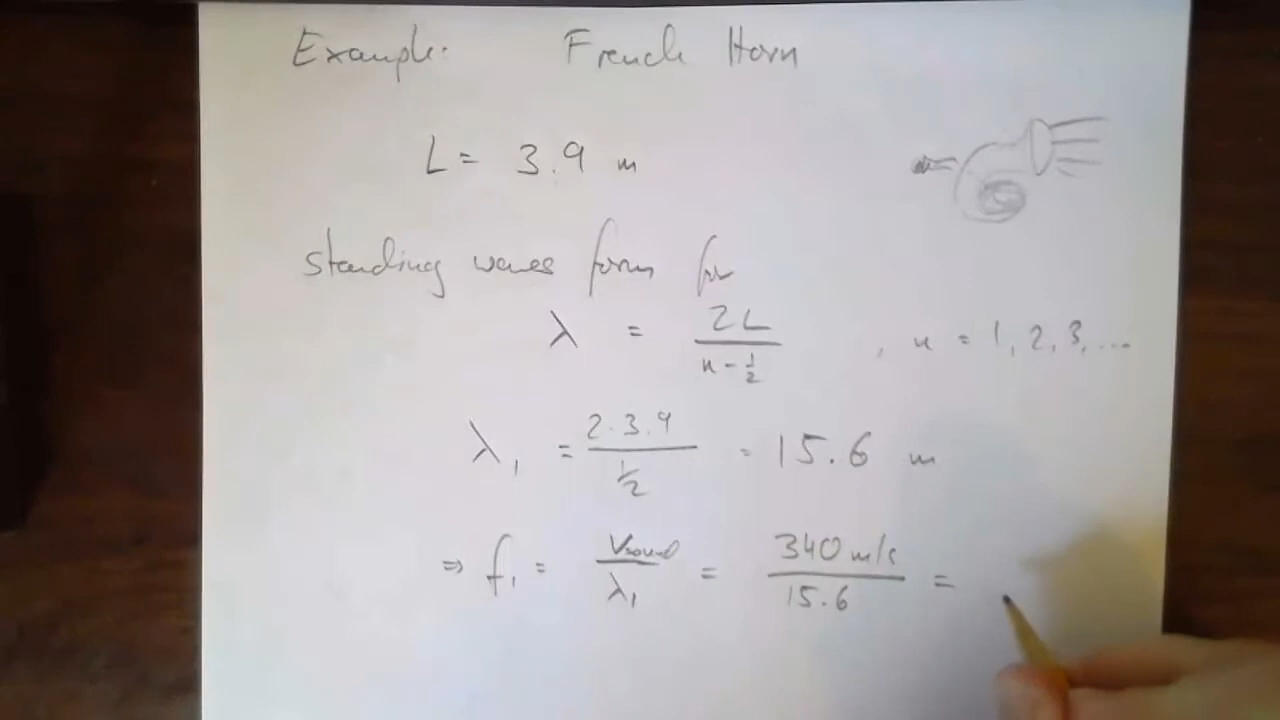 Example: French Horn
L = 3.9 m
standing waves form for
λ = 2L / n - 1/2 , n = 1, 2, 3, ...
λ₁ = 2·3.9 / 1/2 = 15.6 m
⇒ f₁ = Vsound / λ₁ = 340 m/s / 15.6 =